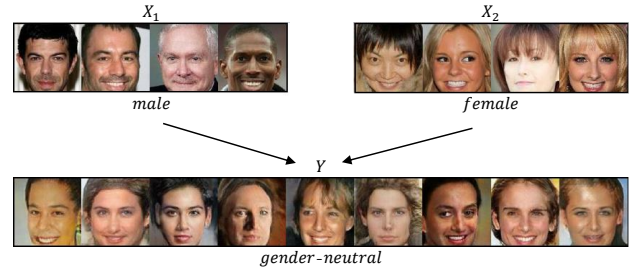 X₁
X₂
male
female
Y
gender-neutral